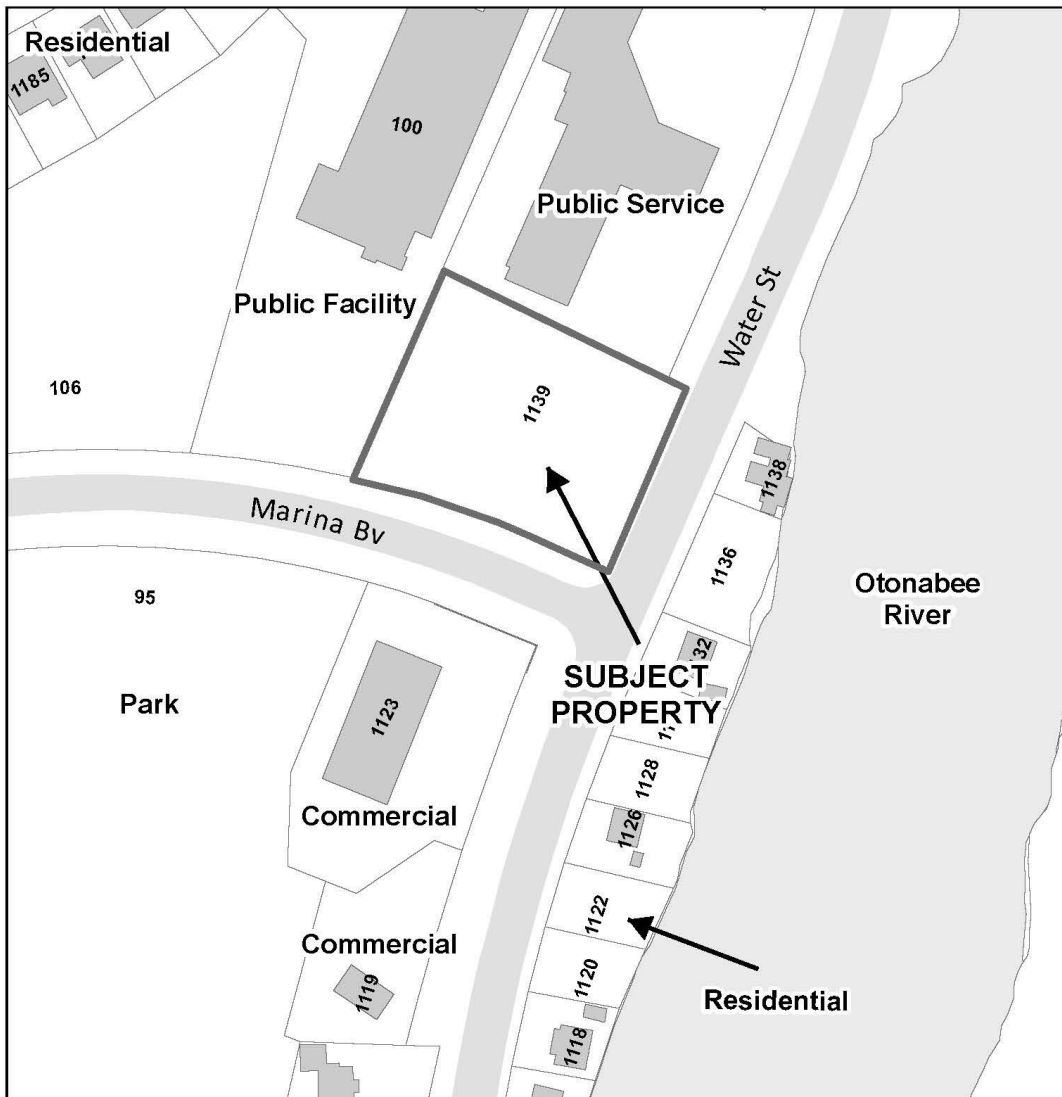 Residential
1185
100
Public Service
Public Facility
Water St
106
1139
1138
Marina Bv
1136
Otonabee
River
95
1132
SUBJECT
PROPERTY
Park
1123
1128
Commercial
1126
1122
Commercial
1120
1119
Residential
1118